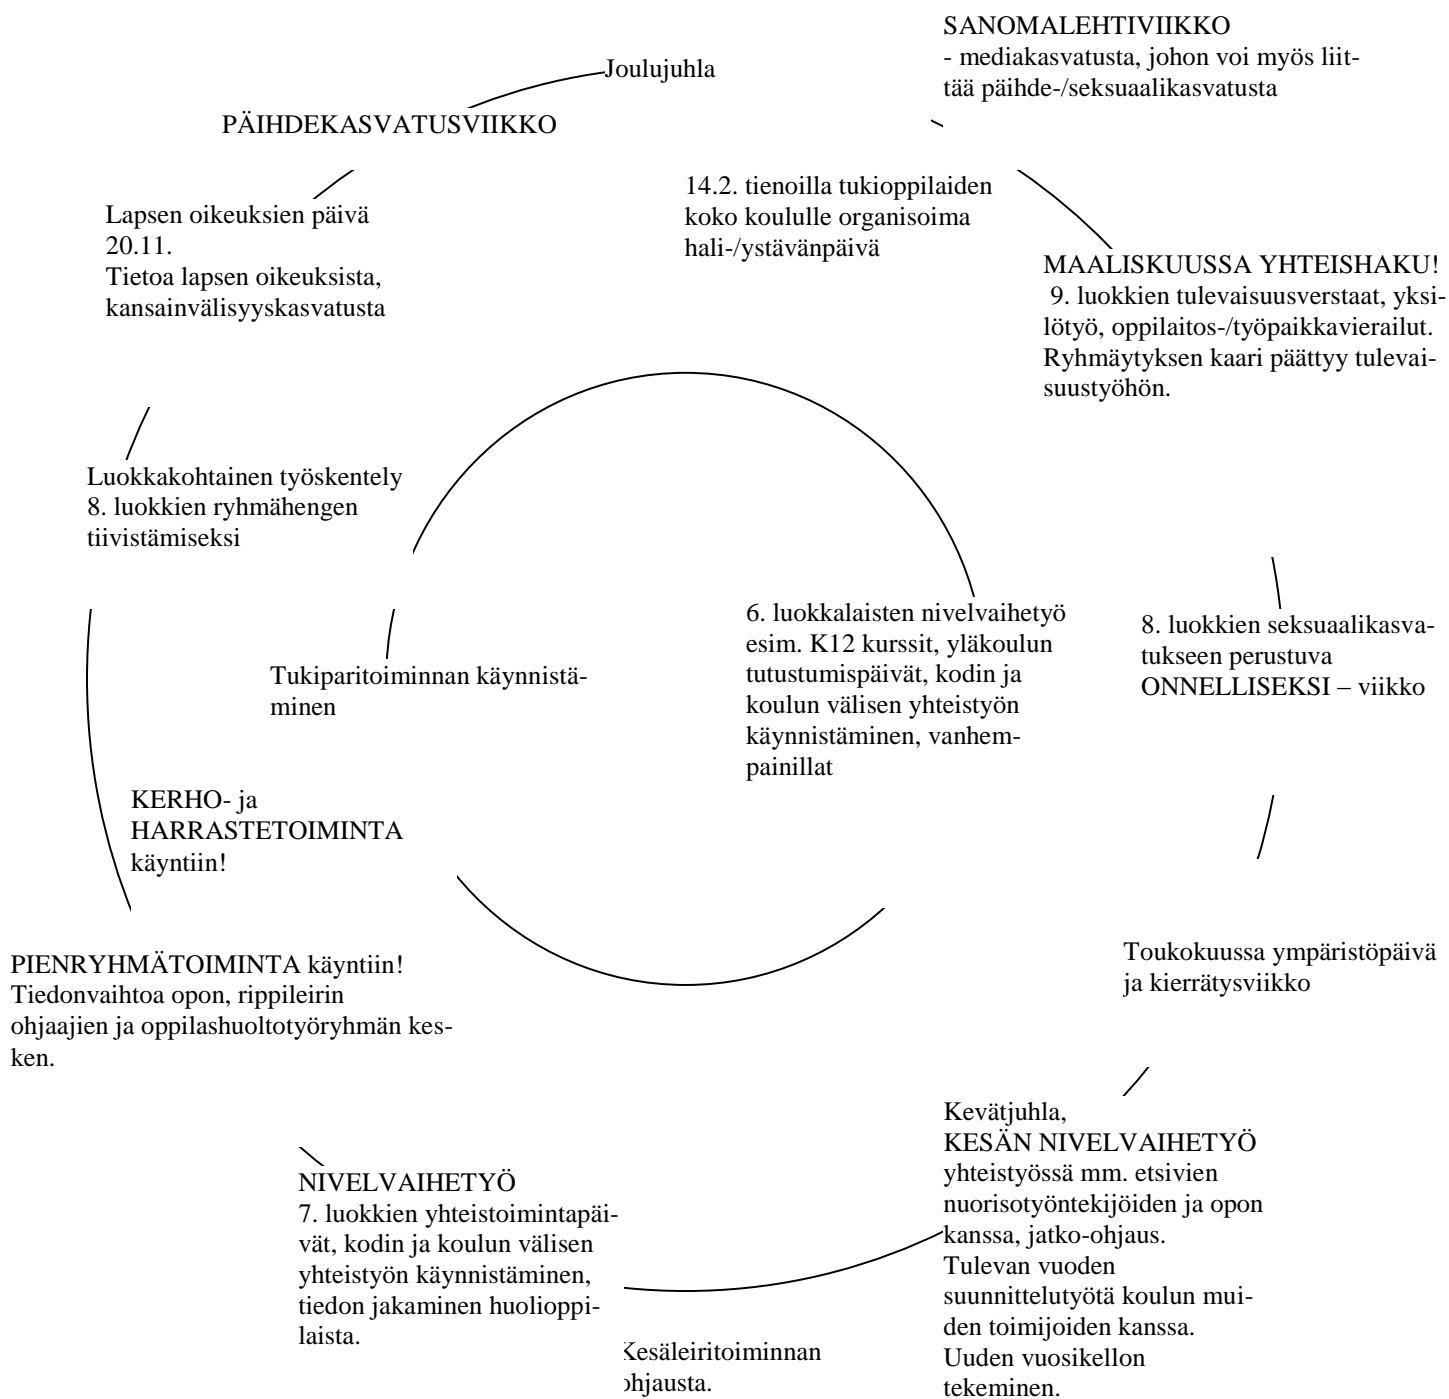 SANOMALEHTIVIIKKO
- mediakasvatusta, johon voi myös liit-
tää päihde-/seksuaalikasvatusta
Joulujuhla
PÄIHDEKASVATUSVIIKKO
14.2. tienoilla tukioppilaiden
koko koululle organisoima
hali-/ystävänpäivä
Lapsen oikeuksien päivä
20.11.
Tietoa lapsen oikeuksista,
kansainvälisyyskasvatusta
MAALISKUUSSA YHTEISHAKU!
9. luokkien tulevaisuusverstaat, yksi-
lötyö, oppilaitos-/työpaikkavierailut.
Ryhmäytyksen kaari päättyy tulevai-
suustyöhön.
Luokkakohtainen työskentely
8. luokkien ryhmähengen
tiivistämiseksi
6. luokkalaisten nivelvaihetyö
esim. K12 kurssit, yläkoulun
tutustumispäivät, kodin ja
koulun välisen yhteistyön
käynnistäminen, vanhem-
painillat
8. luokkien seksuaalikasva-
tukseen perustuva
ONNELLISEKSI – viikko
Tukiparitoiminnan käynnistä-
minen
KERHO- ja
HARRASTETOIMINTA
käyntiin!
PIENRYHMÄTOIMINTA käyntiin!
Tiedonvaihtoa opon, rippileirin
ohjaajien ja oppilashuoltotyöryhmän kes-
ken.
Toukokuussa ympäristöpäivä
ja kierrätysviikko
Kevätjuhla,
KESÄN NIVELVAIHETYÖ
yhteistyössä mm. etsivien
nuorisotyöntekijöiden ja opon
kanssa, jatko-ohjaus.
Tulevan vuoden
suunnittelutyötä koulun mui-
den toimijoiden kanssa.
Uuden vuosikellon
tekeminen.
NIVELVAIHETYÖ
7. luokkien yhteistoimintapäi-
vät, kodin ja koulun välisen
yhteistyön käynnistäminen,
tiedon jakaminen huolioppi-
laista.
Kesäleiritoiminnan
ohjausta.